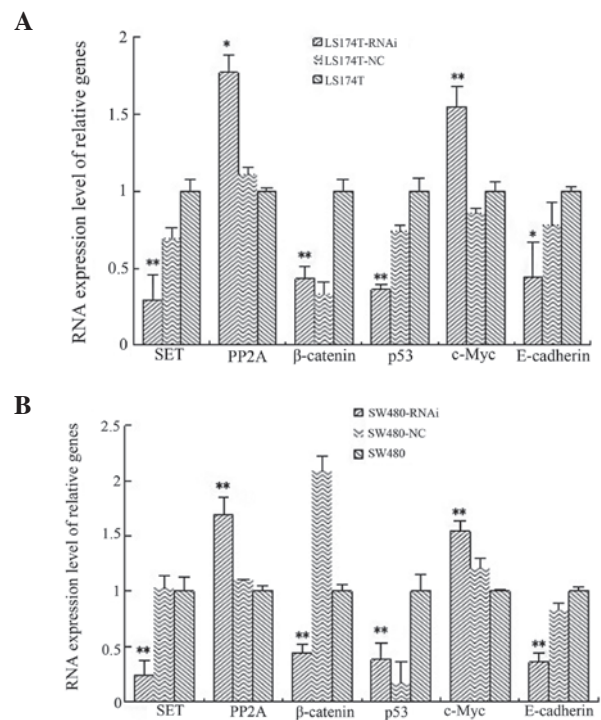 A
RNA expression level of relative genes
2
1.5
1
0.5
0
LS174T-RNAi
LS174T-NC
LS174T
**
*
**
**
**
*
SET PP2A β-catenin p53 c-Myc E-cadherin
B
RNA expression level of relative genes
2.5
2
1.5
1
0.5
0
SW480-RNAi
SW480-NC
SW480
**
**
**
**
**
**
SET PP2A β-catenin p53 c-Myc E-cadherin